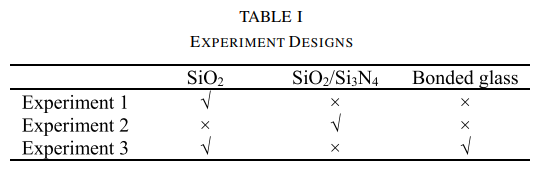 TABLE I
EXPERIMENT DESIGNS
SiO₂ SiO₂/Si₃N₄ Bonded glass
Experiment 1 √ × ×
Experiment 2 × √ ×
Experiment 3 √ × √